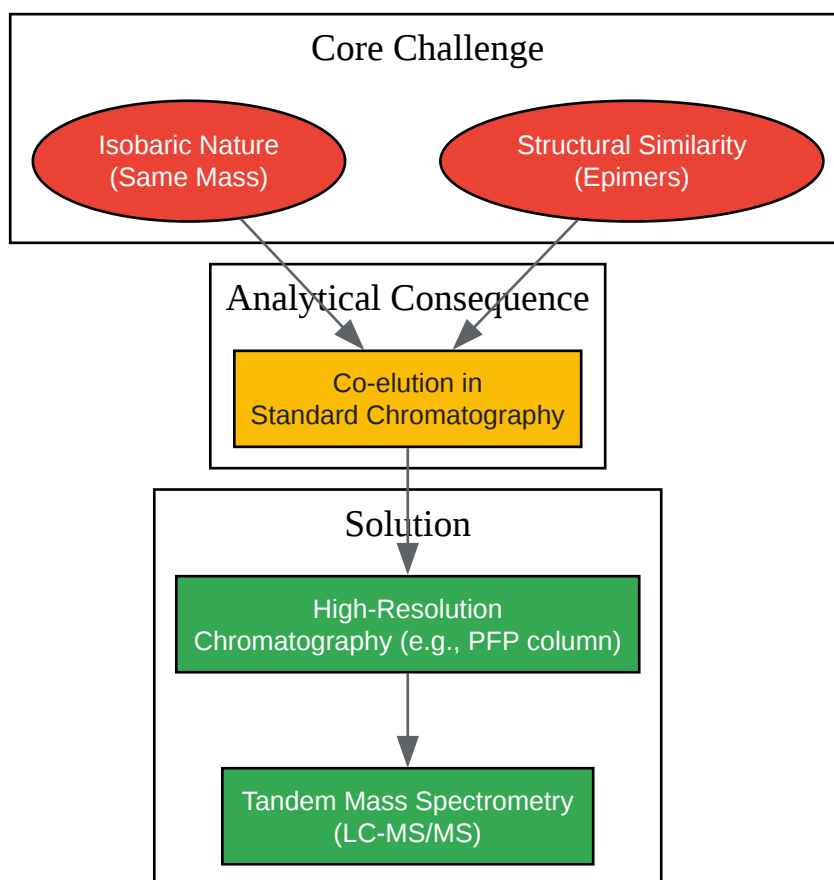 Core Challenge
Isobaric Nature
(Same Mass)
Structural Similarity
(Epimers)
Analytical Consequence
Co-elution in
Standard Chromatography
Solution
High-Resolution
Chromatography (e.g., PFP column)
Tandem Mass Spectrometry
(LC-MS/MS)